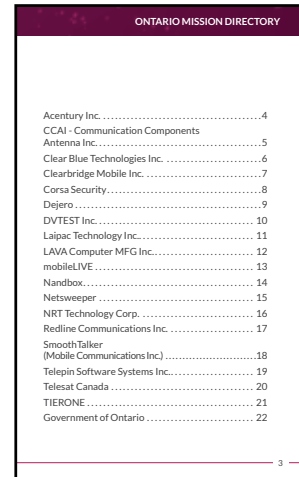 ONTARIO MISSION DIRECTORY
Acentury Inc. ........................................4
CCAI - Communication Components
Antenna Inc. ........................................5
Clear Blue Technologies Inc. ........................6
Clearbridge Mobile Inc. .............................7
Corsa Security ......................................8
Dejero ..............................................9
DVTEST Inc. ........................................ 10
Laipac Technology Inc. ............................. 11
LAVA Computer MFG Inc. ............................. 12
mobileLIVE ......................................... 13
Nandbox ............................................ 14
Netsweeper ......................................... 15
NRT Technology Corp. ............................... 16
Redline Communications Inc. ........................ 17
SmoothTalker
(Mobile Communications Inc.) ........................18
Telepin Software Systems Inc. ...................... 19
Telesat Canada ..................................... 20
TIERONE ............................................ 21
Government of Ontario .............................. 22
3